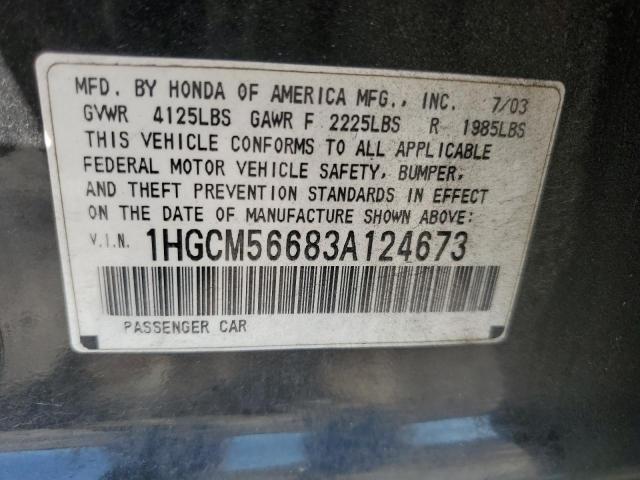 MFD. BY HONDA OF AMERICA MFG., INC. 7/03
GVWR 4125LBS GAWR F 2225LBS R 1985LBS
THIS VEHICLE CONFORMS TO ALL APPLICABLE
FEDERAL MOTOR VEHICLE SAFETY, BUMPER,
AND THEFT PREVENTION STANDARDS IN EFFECT
ON THE DATE OF MANUFACTURE SHOWN ABOVE:
V.I.N. 1HGCM56683A124673
PASSENGER CAR